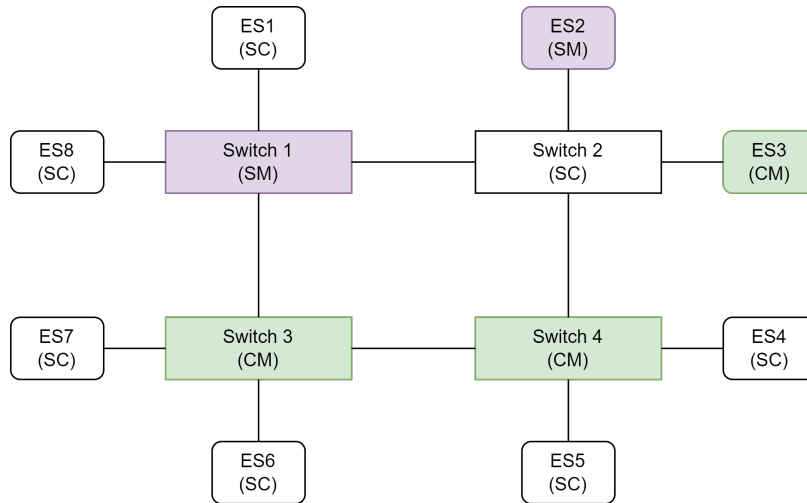 ES1
(SC)
ES2
(SM)
ES8
(SC)
Switch 1
(SM)
Switch 2
(SC)
ES3
(CM)
ES7
(SC)
Switch 3
(CM)
Switch 4
(CM)
ES4
(SC)
ES6
(SC)
ES5
(SC)